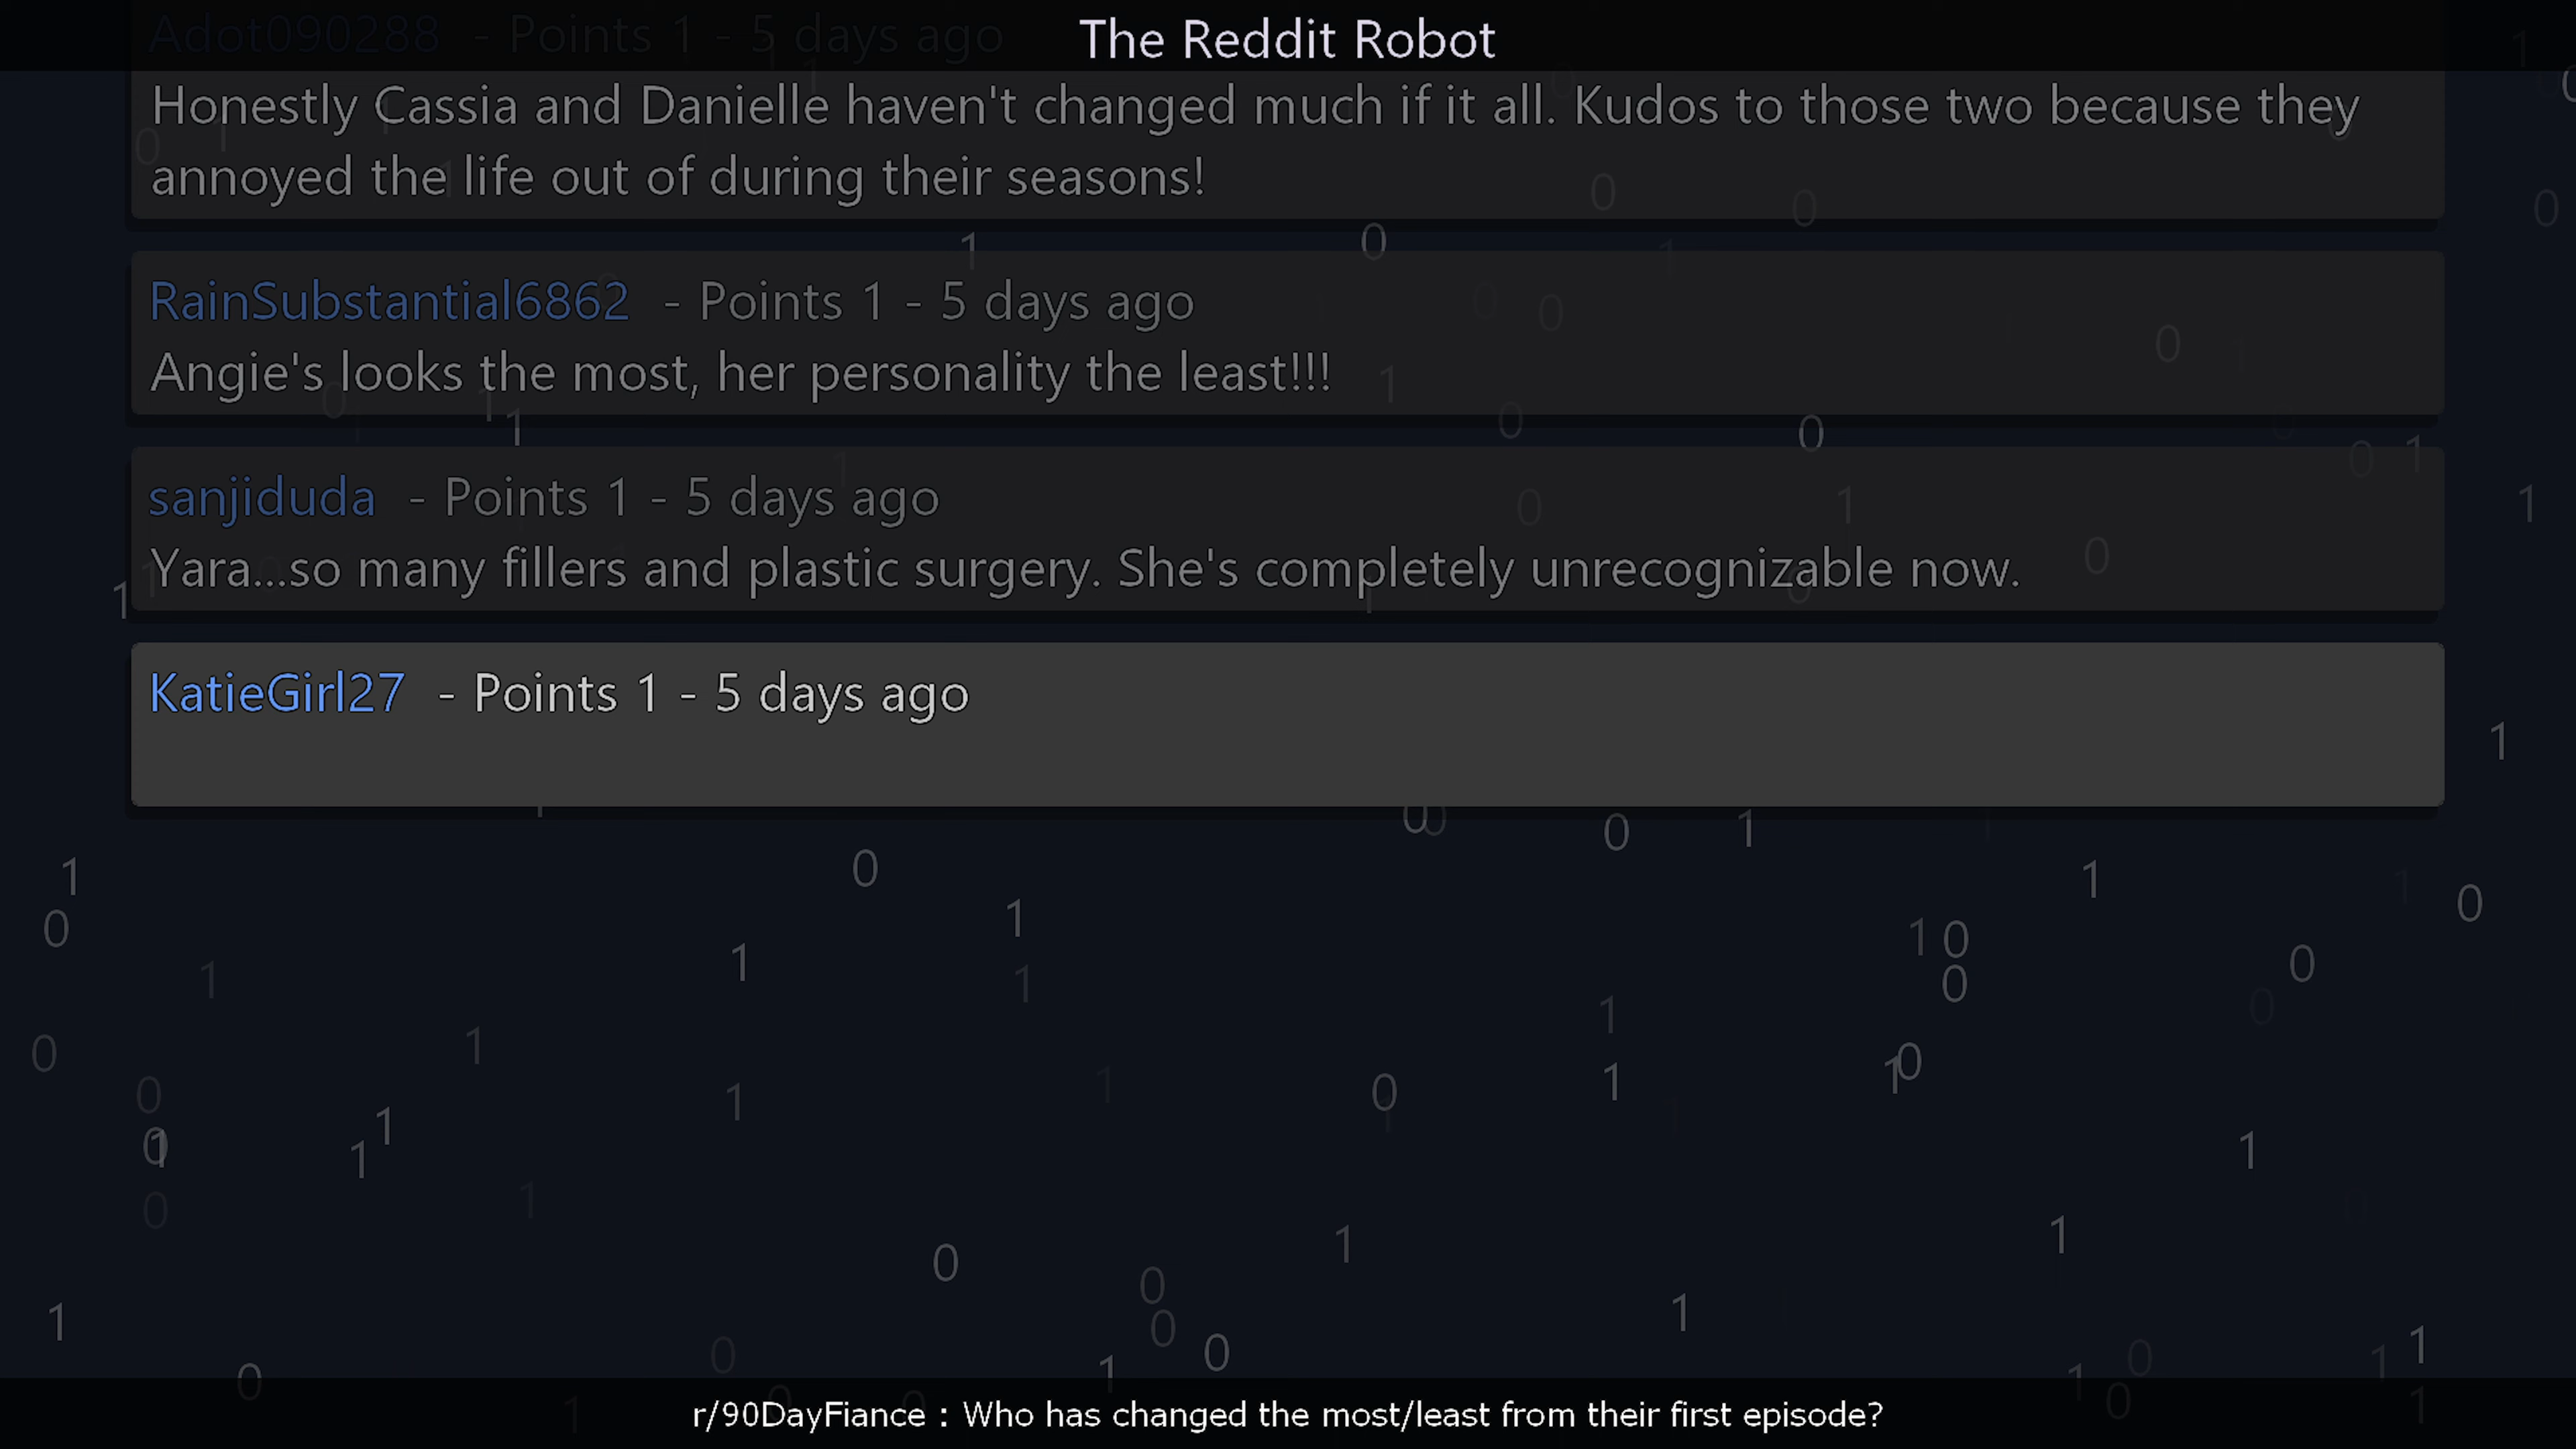 The Reddit Robot
Adot090288 - Points 1 - 5 days ago
Honestly Cassia and Danielle haven't changed much if it all. Kudos to those two because they
annoyed the life out of during their seasons!
RainSubstantial6862 - Points 1 - 5 days ago
Angie's looks the most, her personality the least!!!
sanjiduda - Points 1 - 5 days ago
Yara...so many fillers and plastic surgery. She's completely unrecognizable now.
KatieGirl27 - Points 1 - 5 days ago
r/90DayFiance : Who has changed the most/least from their first episode?